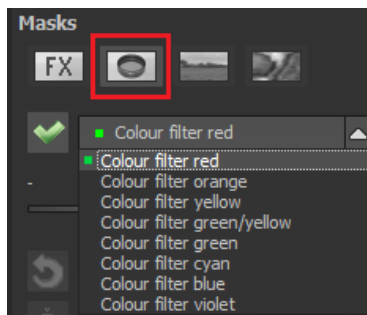 Masks
FX
Colour filter red
Colour filter red
Colour filter orange
Colour filter yellow
Colour filter green/yellow
Colour filter green
Colour filter cyan
Colour filter blue
Colour filter violet